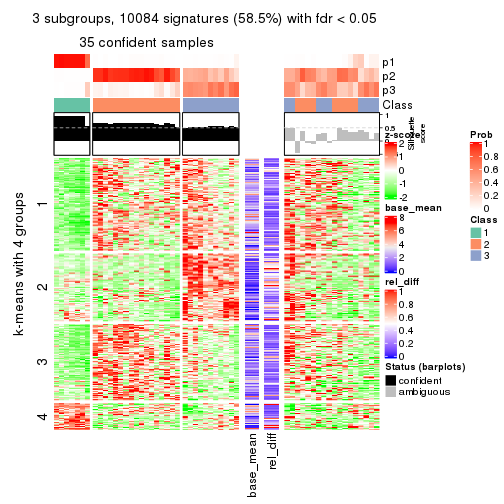 3 subgroups, 10084 signatures (58.5%) with fdr < 0.05
35 confident samples
p1
p2
p3
Class
1
0.5
0
Silhouette
score
k-means with 4 groups
1
2
3
4
base_mean
rel_diff
z-score
2
1
0
-1
-2
base_mean
8
6
4
2
0
rel_diff
1
0.8
0.6
0.4
0.2
0
Status (barplots)
confident
ambiguous
Prob
1
0.8
0.6
0.4
0.2
0
Class
1
2
3